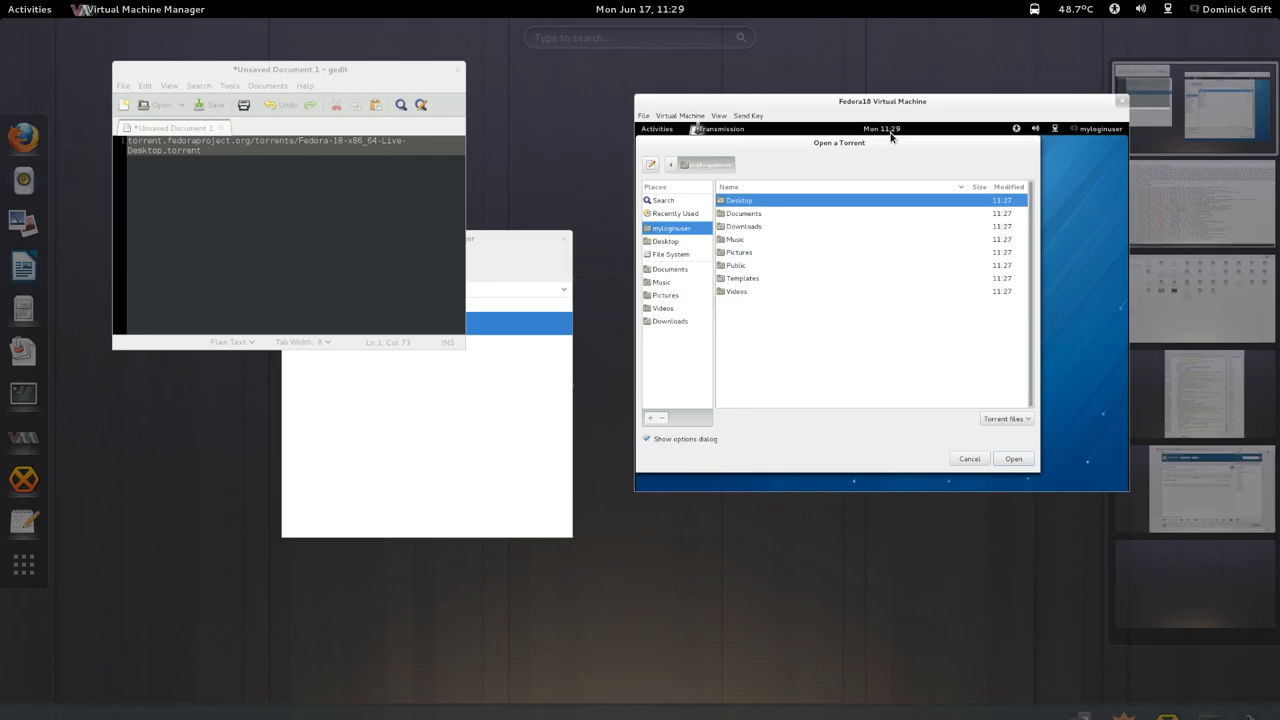 Activities Virtual Machine Manager Mon Jun 17, 11:29 48.7°C Dominick Grift
Type to search...
*Unsaved Document 1 - gedit
File Edit View Search Tools Documents Help
Open Save Undo
*Unsaved Document 1
1 torrent.fedoraproject.org/torrents/Fedora-18-x86_64-Live-
Desktop.torrent
Plain Text Tab Width: 8 Ln 1, Col 73 INS
Fedora18 Virtual Machine
File Virtual Machine View Send Key
Activities Transmission Mon 11:29 myloginuser
Open a Torrent
myloginuser
Places
Search
Recently Used
myloginuser
Desktop
File System
Documents
Music
Pictures
Videos
Downloads
Name Size Modified
Desktop 11:27
Documents 11:27
Downloads 11:27
Music 11:27
Pictures 11:27
Public 11:27
Templates 11:27
Videos 11:27
Torrent files
Show options dialog
Cancel Open